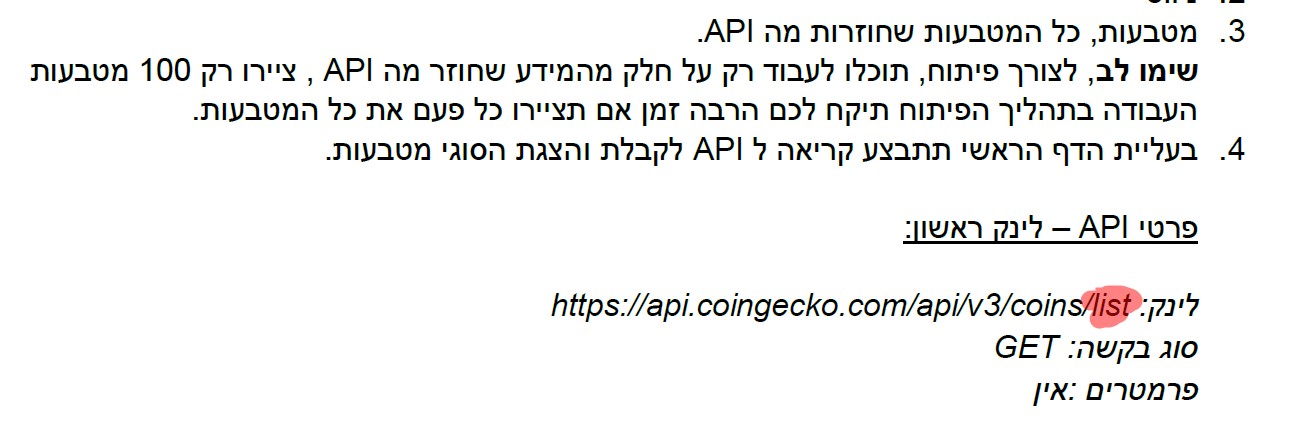 3. מטבעות, כל המטבעות שחוזרות מה API.
שימו לב, לצורך פיתוח, תוכלו לעבוד רק על חלק מהמידע שחוזר מה API , ציירו רק 100 מטבעות
העבודה בתהליך הפיתוח תיקח לכם הרבה זמן אם תציירו כל פעם את כל המטבעות.
4. בעליית הדף הראשי תתבצע קריאה ל API לקבלת והצגת הסוגי מטבעות.
פרטי API – לינק ראשון:
לינק: https://api.coingecko.com/api/v3/coins/list
סוג בקשה: GET
פרמטרים :אין